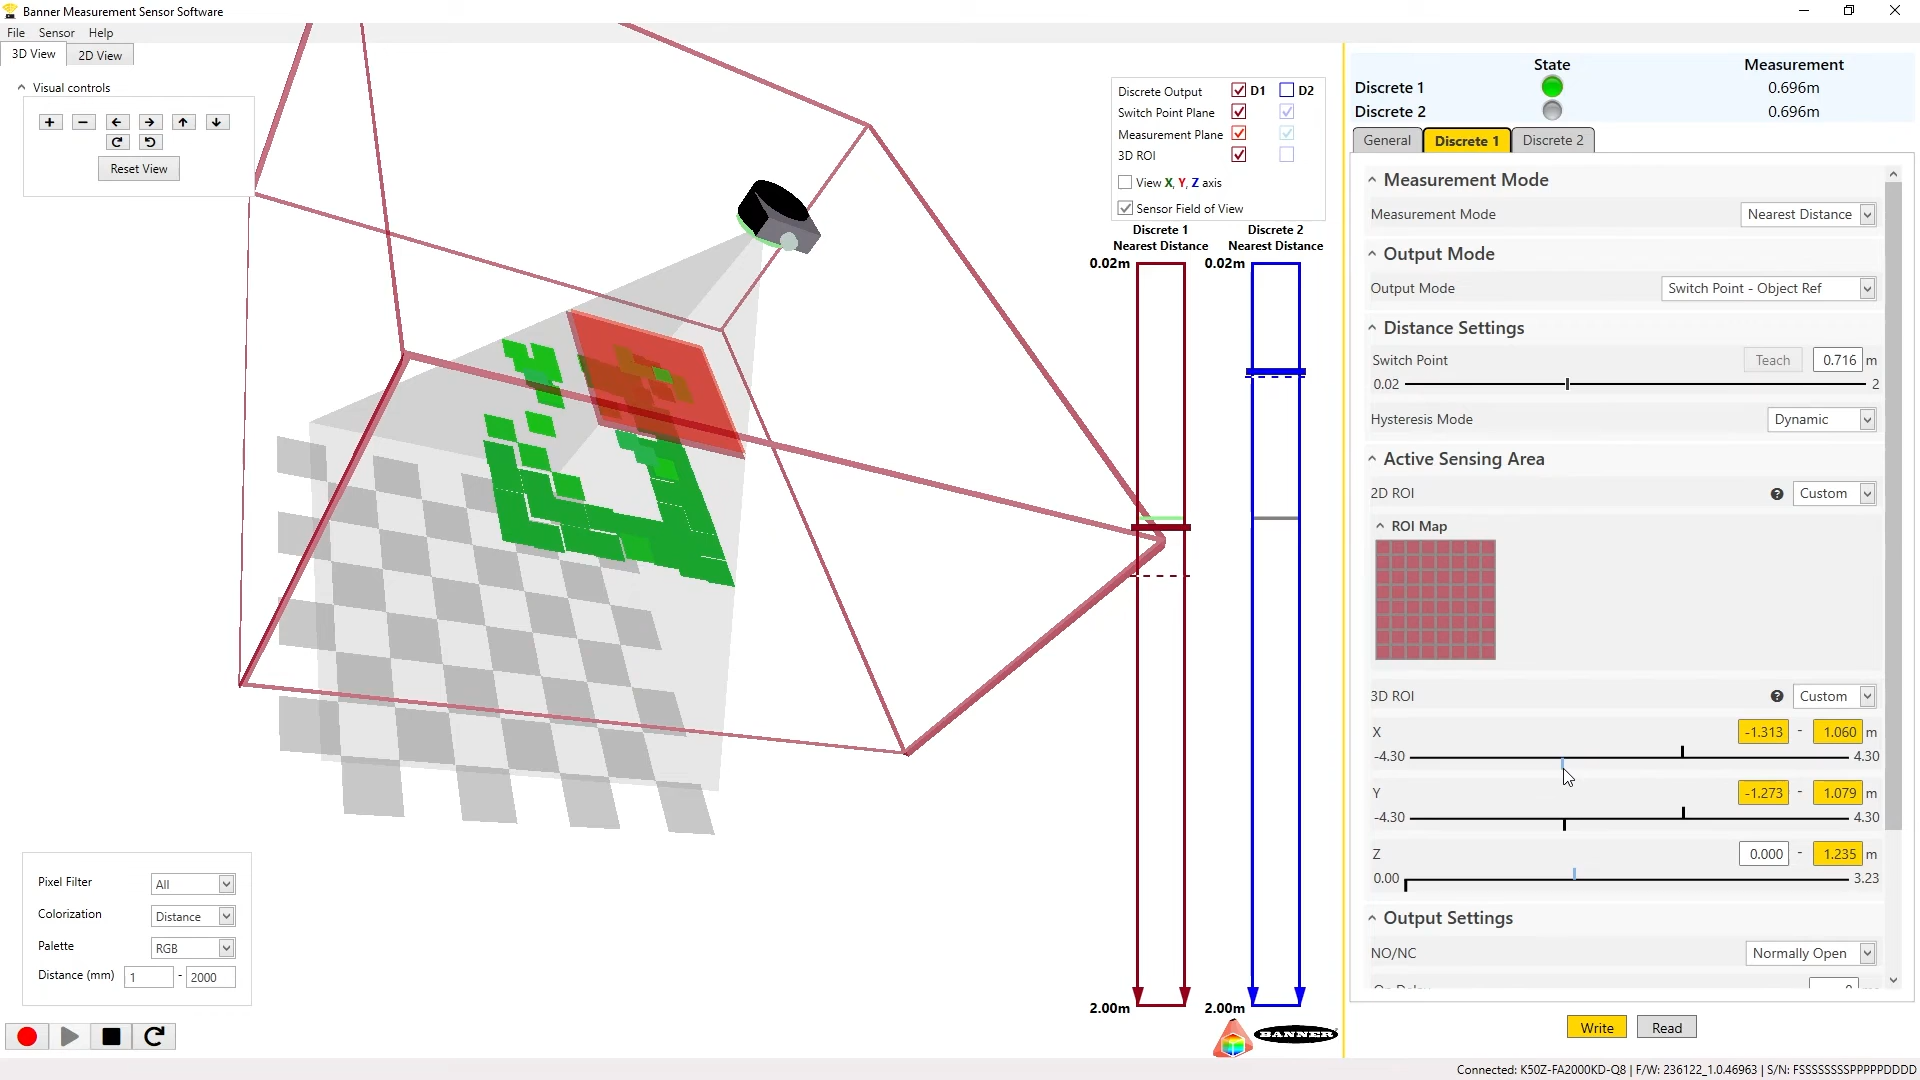 Banner Measurement Sensor Software
File Sensor Help
3D View 2D View
Visual controls
Reset View
Discrete Output D1 D2
Switch Point Plane
Measurement Plane
3D ROI
View X, Y, Z axis
Sensor Field of View
Discrete 1 Discrete 2
Nearest Distance Nearest Distance
0.02m 0.02m
2.00m 2.00m
BANNER
Pixel Filter All
Colorization Distance
Palette RGB
Distance (mm) 1 - 2000
State Measurement
Discrete 1 0.696m
Discrete 2 0.696m
General Discrete 1 Discrete 2
Measurement Mode
Measurement Mode Nearest Distance
Output Mode
Output Mode Switch Point - Object Ref
Distance Settings
Switch Point Teach 0.716 m
0.02 2
Hysteresis Mode Dynamic
Active Sensing Area
2D ROI ? Custom
ROI Map
3D ROI ? Custom
X -1.313 - 1.060 m
-4.30 4.30
Y -1.273 - 1.079 m
-4.30 4.30
Z 0.000 - 1.235 m
0.00 3.23
Output Settings
NO/NC Normally Open
Write Read
Connected: K50Z-FA2000KD-Q8 | F/W: 236122_1.0.46963 | S/N: FSSSSSSSSPPPPPDDDD